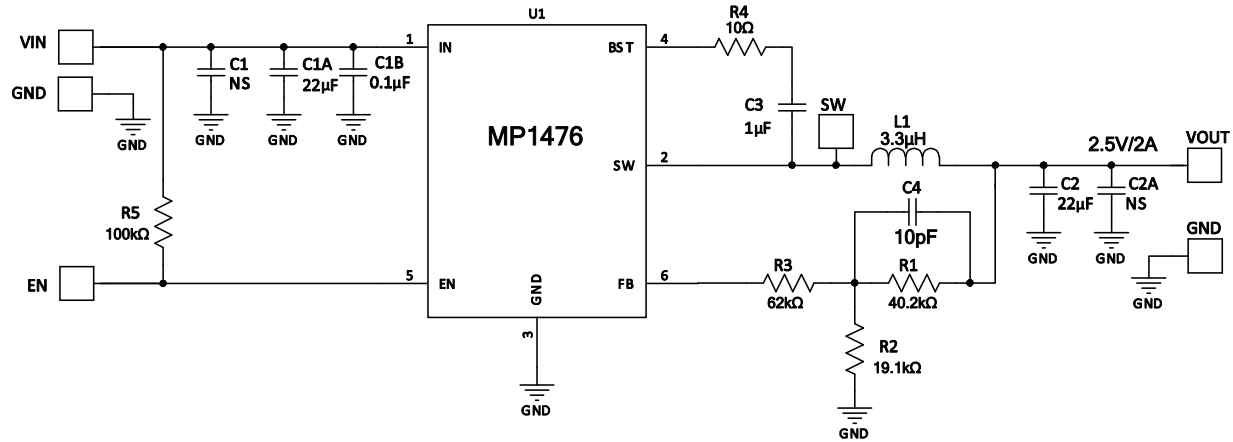 U1
VIN
GND
GND
R5
100kΩ
EN
C1
NS
GND
C1A
22µF
GND
C1B
0.1µF
GND
1
IN
BST
4
MP1476
SW
2
5
EN
GND
FB
6
3
GND
R4
10Ω
C3
1µF
SW
L1
3.3µH
2.5V/2A
VOUT
C4
10pF
C2
22µF
GND
C2A
NS
GND
GND
GND
R3
62kΩ
R1
40.2kΩ
R2
19.1kΩ
GND